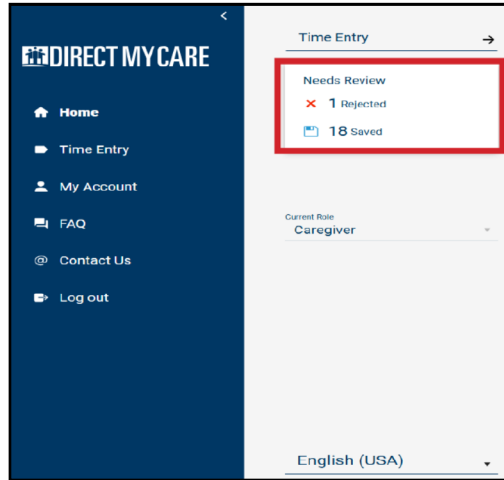 DIRECT MY CARE
Home
Time Entry
My Account
FAQ
@ Contact Us
Log out
Time Entry
Needs Review
1 Rejected
18 Saved
Current Role
Caregiver
English (USA)